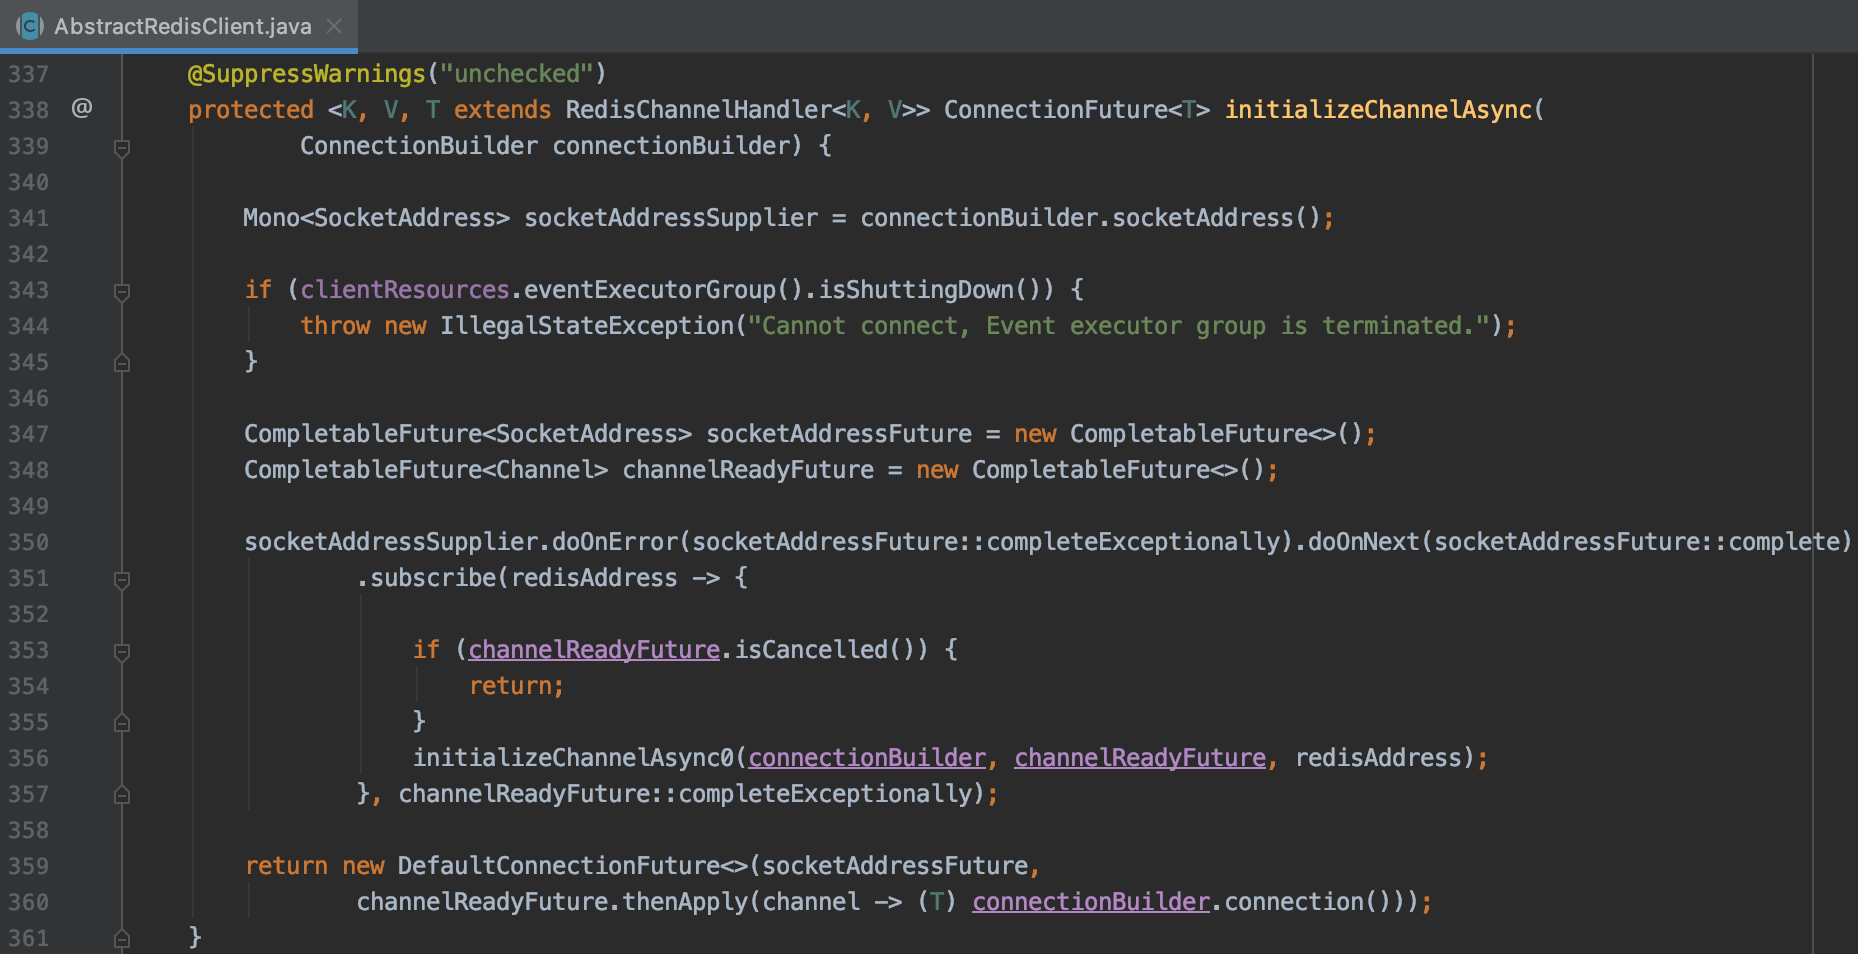 AbstractRedisClient.java
337 @SuppressWarnings("unchecked")
338 @ protected <K, V, T extends RedisChannelHandler<K, V>> ConnectionFuture<T> initializeChannelAsync(
339 ConnectionBuilder connectionBuilder) {
340
341 Mono<SocketAddress> socketAddressSupplier = connectionBuilder.socketAddress();
342
343 if (clientResources.eventExecutorGroup().isShuttingDown()) {
344 throw new IllegalStateException("Cannot connect, Event executor group is terminated.");
345 }
346
347 CompletableFuture<SocketAddress> socketAddressFuture = new CompletableFuture<>();
348 CompletableFuture<Channel> channelReadyFuture = new CompletableFuture<>();
349
350 socketAddressSupplier.doOnError(socketAddressFuture::completeExceptionally).doOnNext(socketAddressFuture::complete)
351 .subscribe(redisAddress -> {
352
353 if (channelReadyFuture.isCancelled()) {
354 return;
355 }
356 initializeChannelAsync0(connectionBuilder, channelReadyFuture, redisAddress);
357 }, channelReadyFuture::completeExceptionally);
358
359 return new DefaultConnectionFuture<>(socketAddressFuture,
360 channelReadyFuture.thenApply(channel -> (T) connectionBuilder.connection()));
361 }